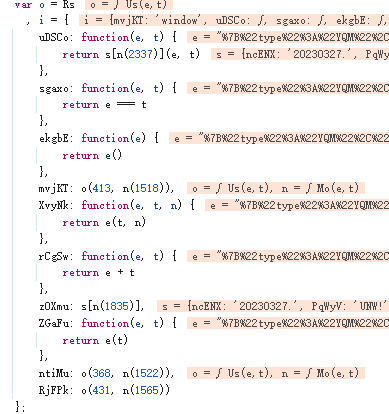 var o = Rs   o = ƒ Us(e,t)
, i = {   i = {mvjKT: 'window', uDSCo: ƒ, sgaxo: ƒ, ekgbE: ƒ,
uDSCo: function(e, t) {   e = "%7B%22type%22%3A%22YQM%22%2C%22
return s[n(2337)](e, t)   s = {ncENX: '20230327.', PqWyV
},
sgaxo: function(e, t) {   e = "%7B%22type%22%3A%22YQM%22%2C%22
return e === t
},
ekgbE: function(e) {   e = "%7B%22type%22%3A%22YQM%22%2C%22
return e()
},
mvjKT: o(413, n(1518)),   o = ƒ Us(e,t), n = ƒ Mo(e,t)
XvyNk: function(e, t, n) {   e = "%7B%22type%22%3A%22YQM%22%2C
return e(t, n)
},
rCgSw: function(e, t) {   e = "%7B%22type%22%3A%22YQM%22%2C%22
return e + t
},
zOXmu: s[n(1835)],   s = {ncENX: '20230327.', PqWyV: 'UNW!'
ZGaFu: function(e, t) {   e = "%7B%22type%22%3A%22YQM%22%2C%22
return e(t)
},
ntiMu: o(368, n(1522)),   o = ƒ Us(e,t), n = ƒ Mo(e,t)
RjFPk: o(431, n(1565))
};